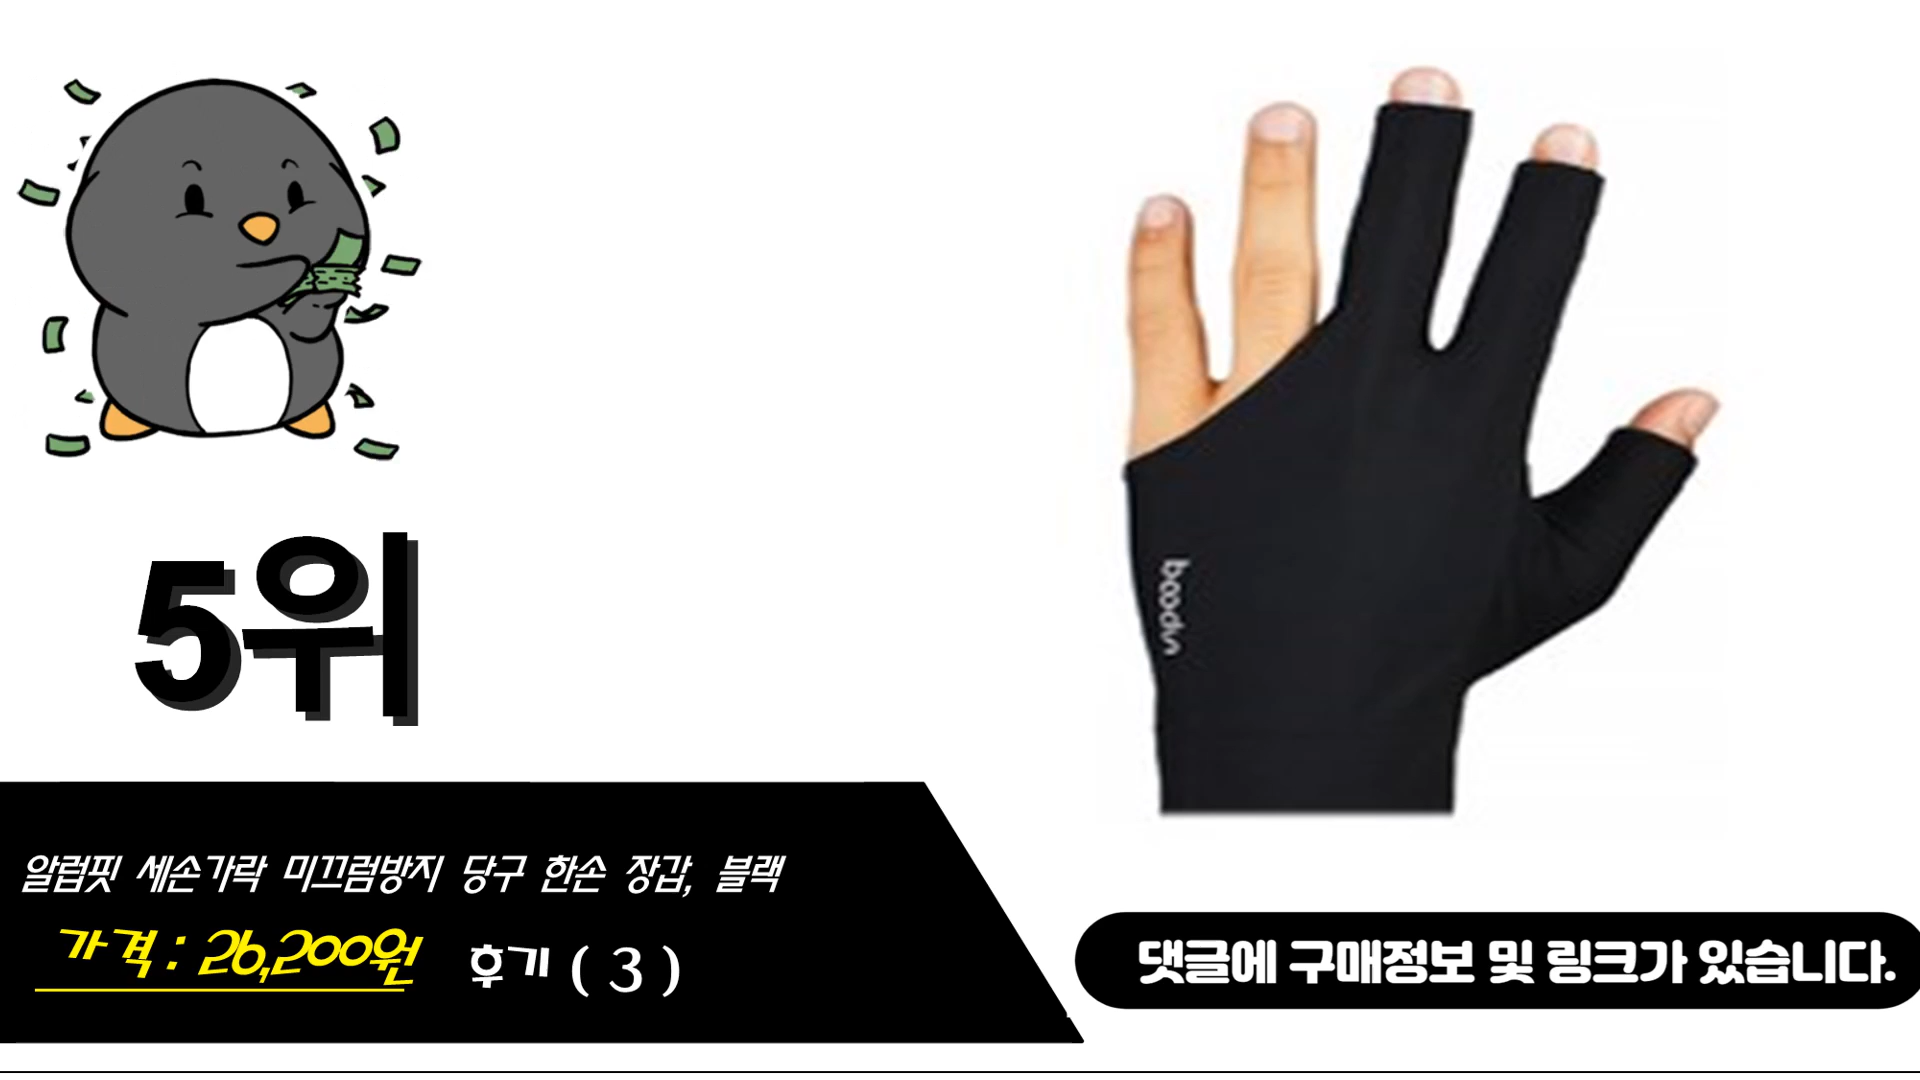 5위
알럽핏 세손가락 미끄럼방지 당구 한손 장갑, 블랙
가격 : 26,200원
후기 ( 3 )
boodun
댓글에 구매정보 및 링크가 있습니다.